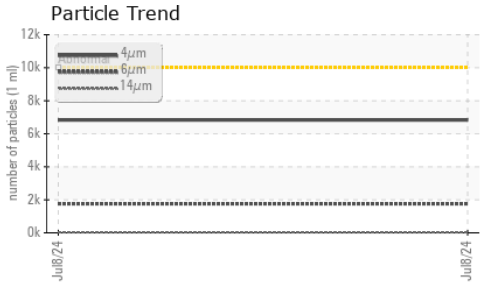 Particle Trend
number of particles (1 ml)
12k
10k
8k
6k
4k
2k
0k
Abnormal
4µm
6µm
14µm
Jul8/24
Jul8/24